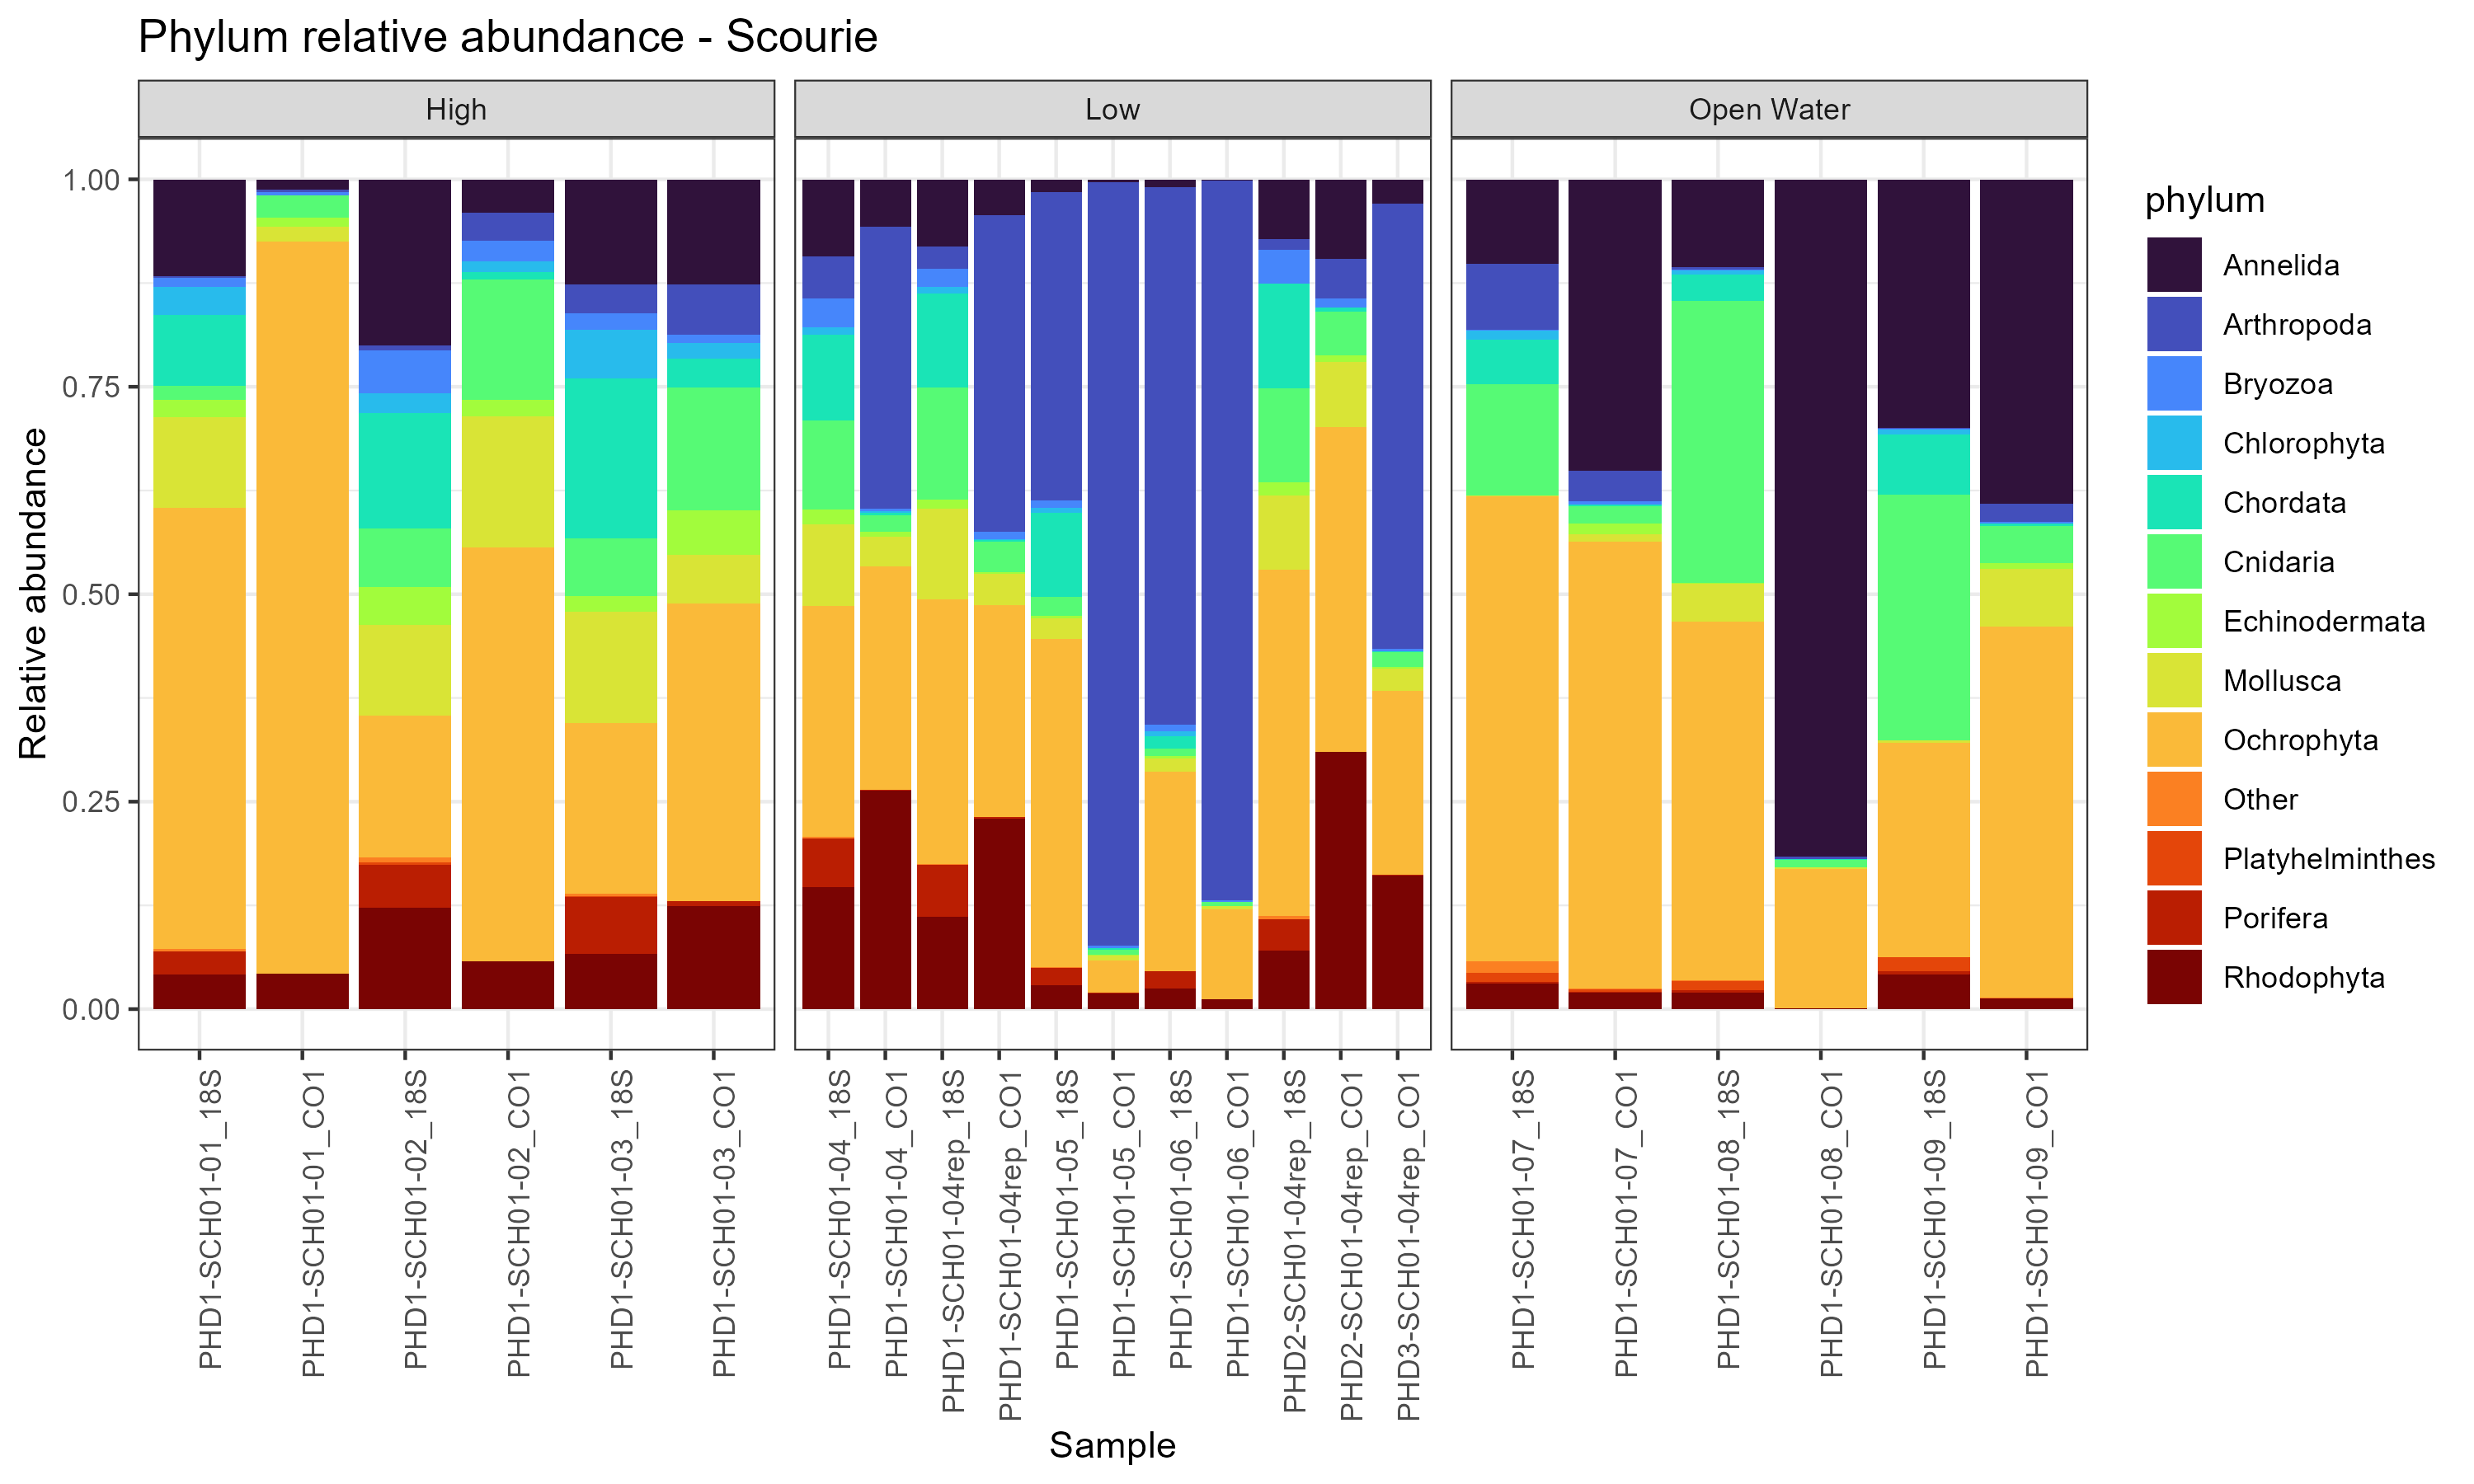 Phylum relative abundance - Scourie
High
Low
Open Water
Relative abundance
1.00
0.75
0.50
0.25
0.00
PHD1-SCH01-01_18S
PHD1-SCH01-01_CO1
PHD1-SCH01-02_18S
PHD1-SCH01-02_CO1
PHD1-SCH01-03_18S
PHD1-SCH01-03_CO1
PHD1-SCH01-04_18S
PHD1-SCH01-04_CO1
PHD1-SCH01-04rep_18S
PHD1-SCH01-04rep_CO1
PHD1-SCH01-05_18S
PHD1-SCH01-05_CO1
PHD1-SCH01-06_18S
PHD1-SCH01-06_CO1
PHD2-SCH01-04rep_18S
PHD2-SCH01-04rep_CO1
PHD3-SCH01-04rep_CO1
PHD1-SCH01-07_18S
PHD1-SCH01-07_CO1
PHD1-SCH01-08_18S
PHD1-SCH01-08_CO1
PHD1-SCH01-09_18S
PHD1-SCH01-09_CO1
Sample
phylum
Annelida
Arthropoda
Bryozoa
Chlorophyta
Chordata
Cnidaria
Echinodermata
Mollusca
Ochrophyta
Other
Platyhelminthes
Porifera
Rhodophyta